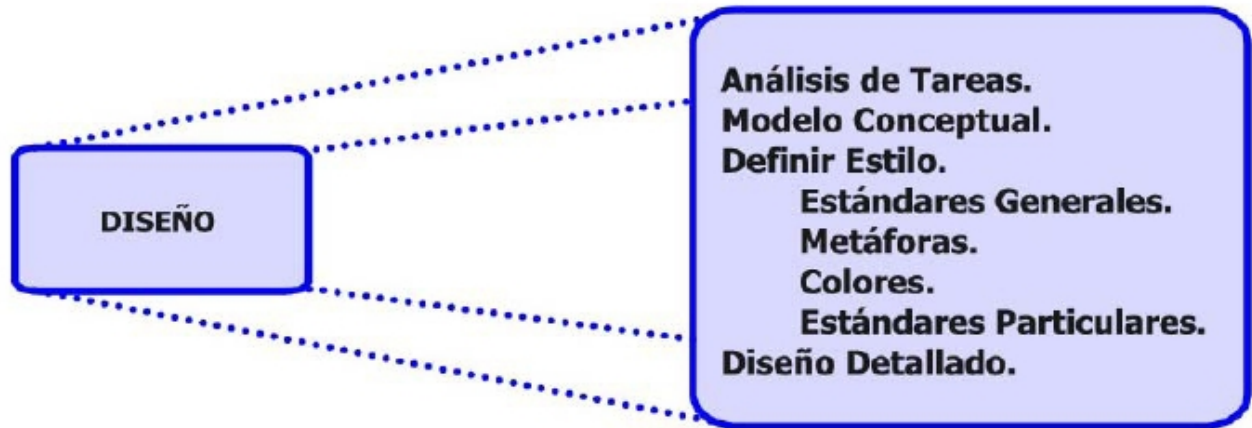 DISEÑO
Análisis de Tareas.
Modelo Conceptual.
Definir Estilo.
Estándares Generales.
Metáforas.
Colores.
Estándares Particulares.
Diseño Detallado.